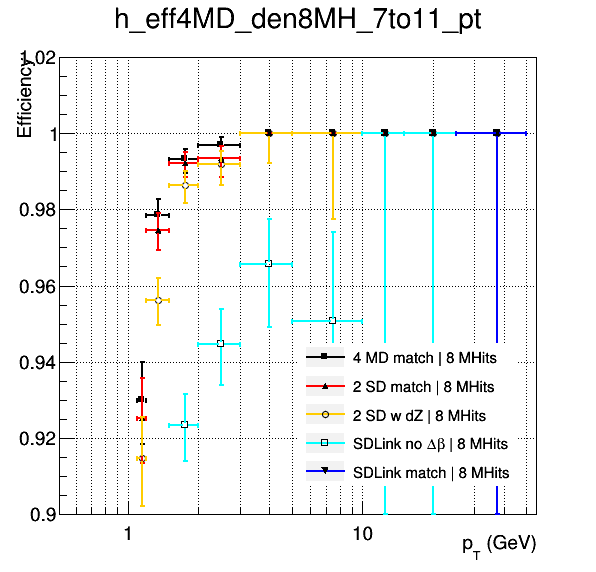 h_eff4MD_den8MH_7to11_pt
Efficiency
1.02
1
0.98
0.96
0.94
0.92
0.9
4 MD match | 8 MHits
2 SD match | 8 MHits
2 SD w dZ | 8 MHits
SDLink no Δβ | 8 MHits
SDLink match | 8 MHits
1
10
p_T (GeV)